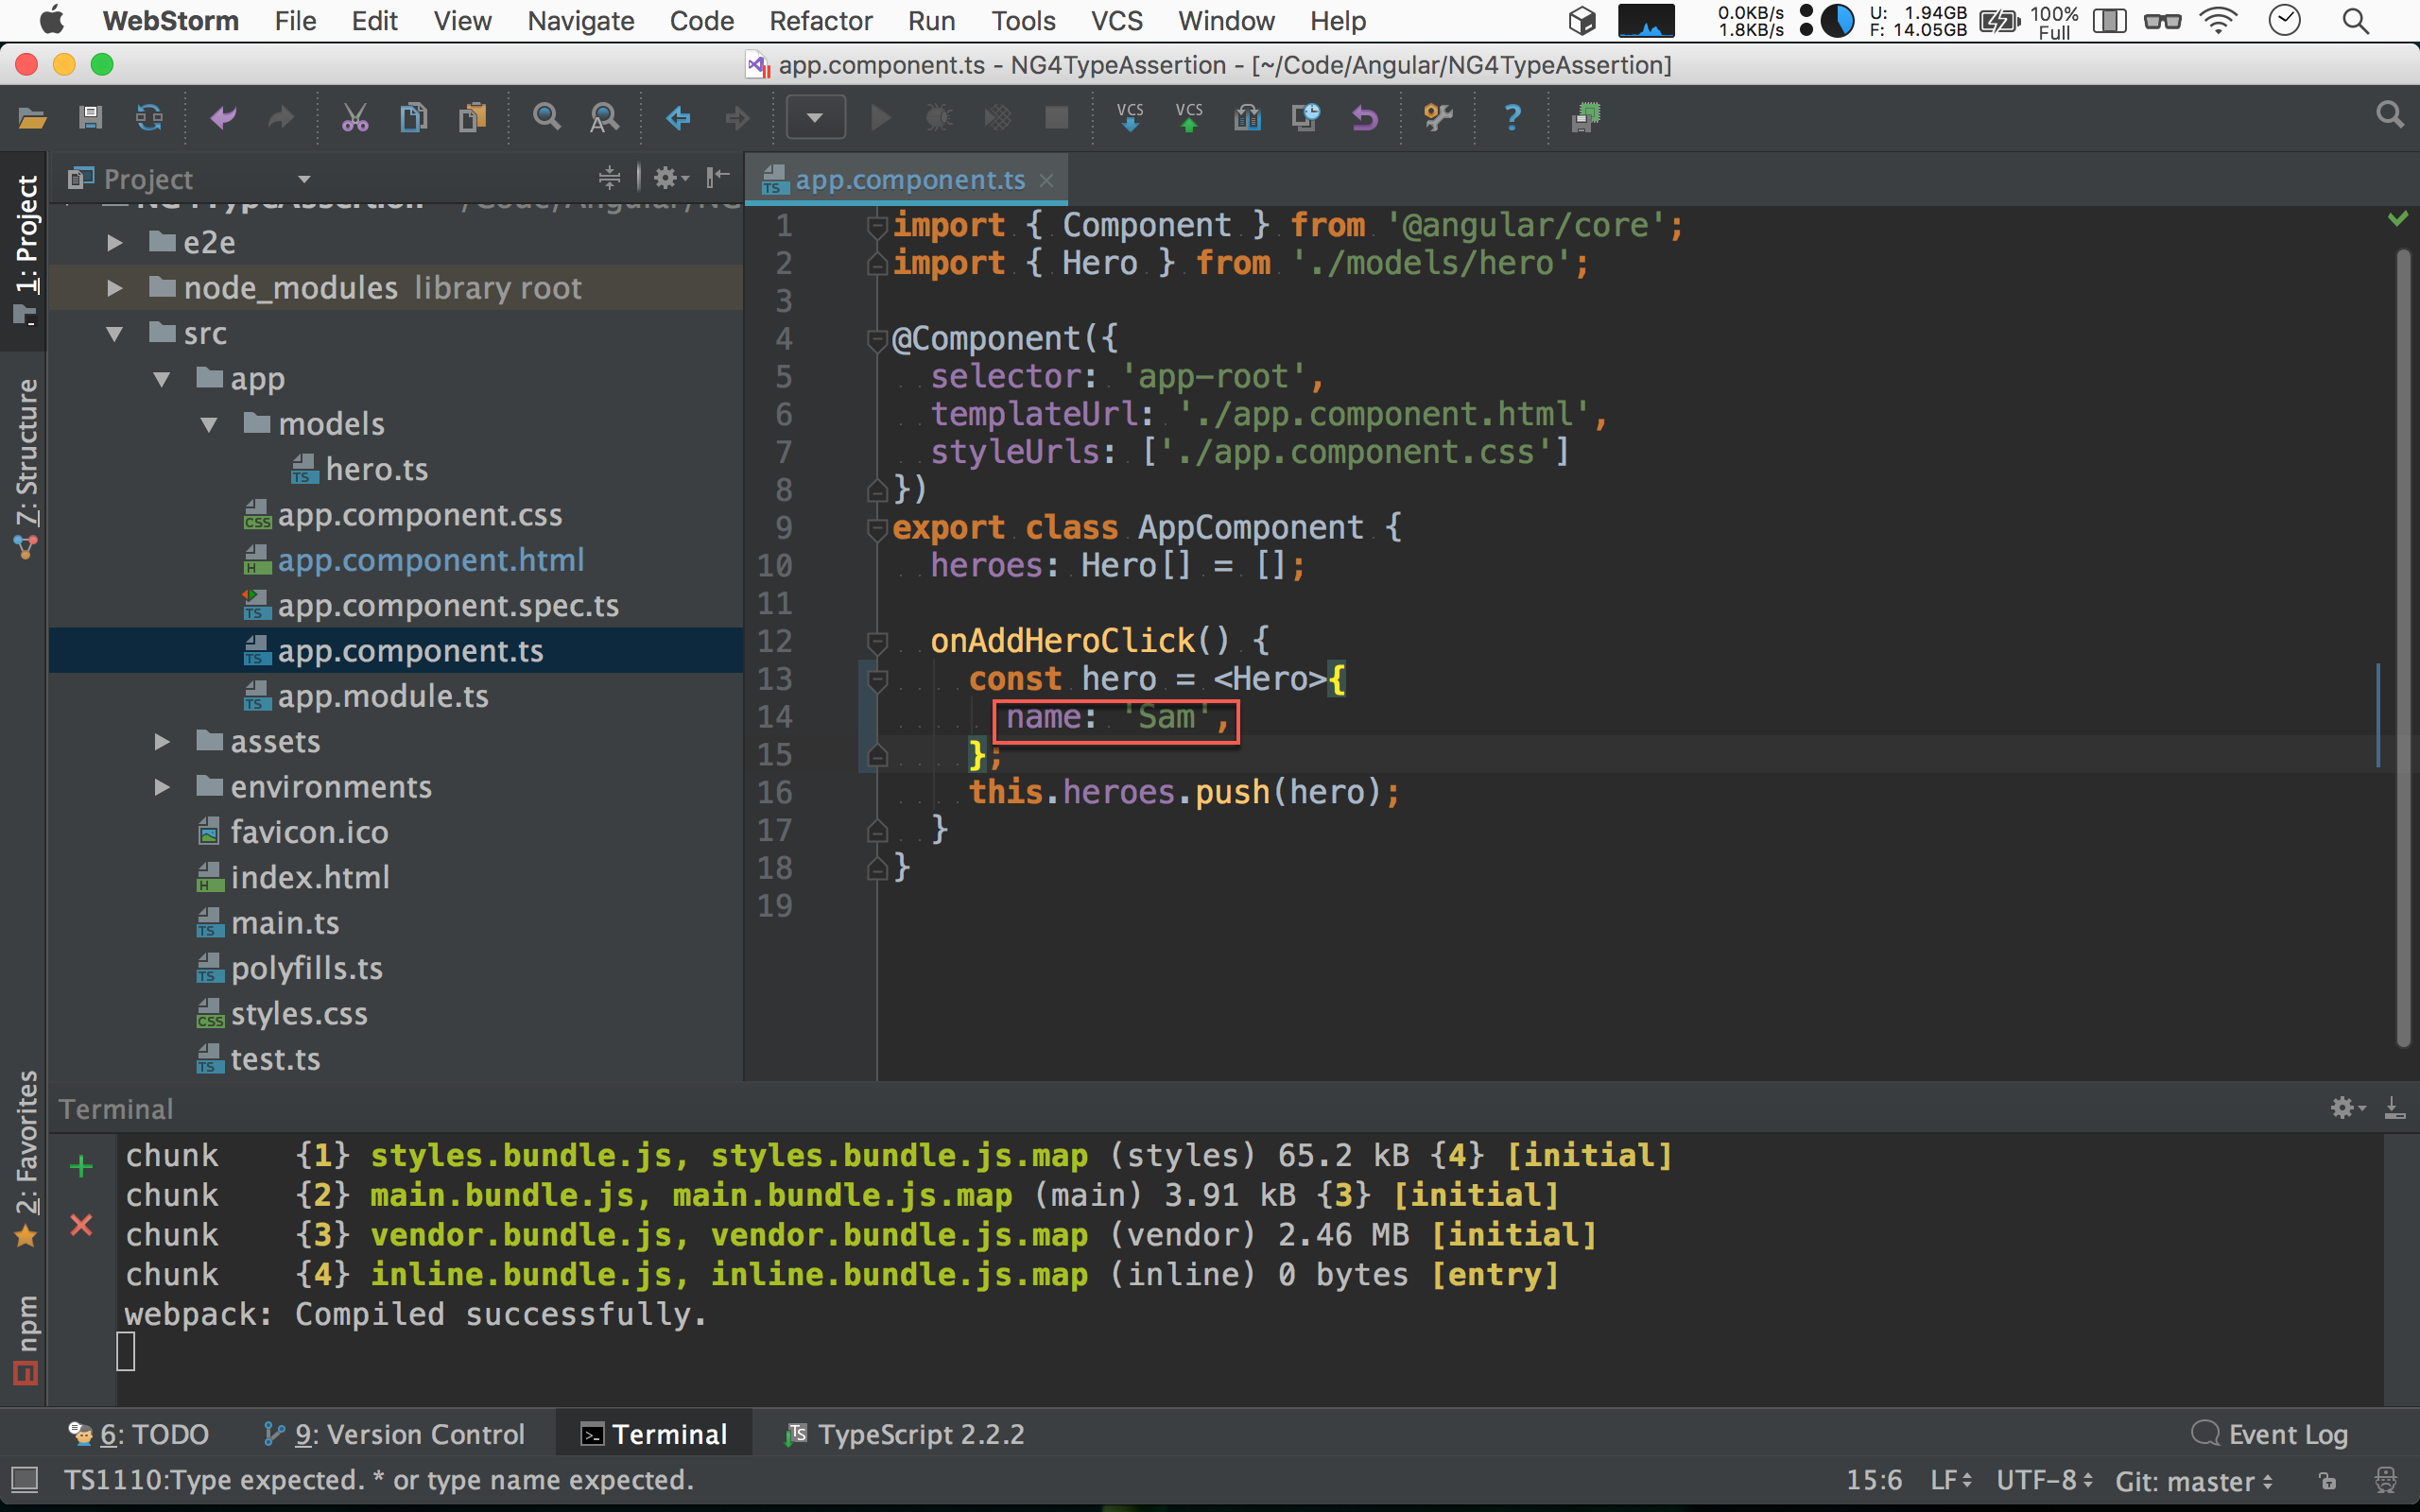 WebStorm File Edit View Navigate Code Refactor Run Tools VCS Window Help 0.0KB/s U: 1.94GB 100%
1.8KB/s F: 14.05GB Full
app.component.ts - NG4TypeAssertion - [~/Code/Angular/NG4TypeAssertion]
VCS VCS
Project
app.component.ts
1: Project
7: Structure
2: Favorites
npm
e2e
node_modules library root
src
app
models
hero.ts
app.component.css
app.component.html
app.component.spec.ts
app.component.ts
app.module.ts
assets
environments
favicon.ico
index.html
main.ts
polyfills.ts
styles.css
test.ts
1 import { Component } from '@angular/core';
2 import { Hero } from './models/hero';
3
4 @Component({
5 selector: 'app-root',
6 templateUrl: './app.component.html',
7 styleUrls: ['./app.component.css']
8 })
9 export class AppComponent {
10 heroes: Hero[] = [];
11
12 onAddHeroClick() {
13 const hero = <Hero>{
14 name: 'Sam',
15 };
16 this.heroes.push(hero);
17 }
18 }
19
Terminal
chunk {1} styles.bundle.js, styles.bundle.js.map (styles) 65.2 kB {4} [initial]
chunk {2} main.bundle.js, main.bundle.js.map (main) 3.91 kB {3} [initial]
chunk {3} vendor.bundle.js, vendor.bundle.js.map (vendor) 2.46 MB [initial]
chunk {4} inline.bundle.js, inline.bundle.js.map (inline) 0 bytes [entry]
webpack: Compiled successfully.
6: TODO 9: Version Control Terminal TypeScript 2.2.2 Event Log
TS1110:Type expected. * or type name expected. 15:6 LF UTF-8 Git: master